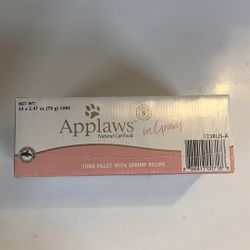 NET WT:
24 x 2.47 oz (70 g) CANS
Applaws
Natural Cat Food
in Gravy
TUNA FILLET WITH SHRIMP RECIPE
1238US-A